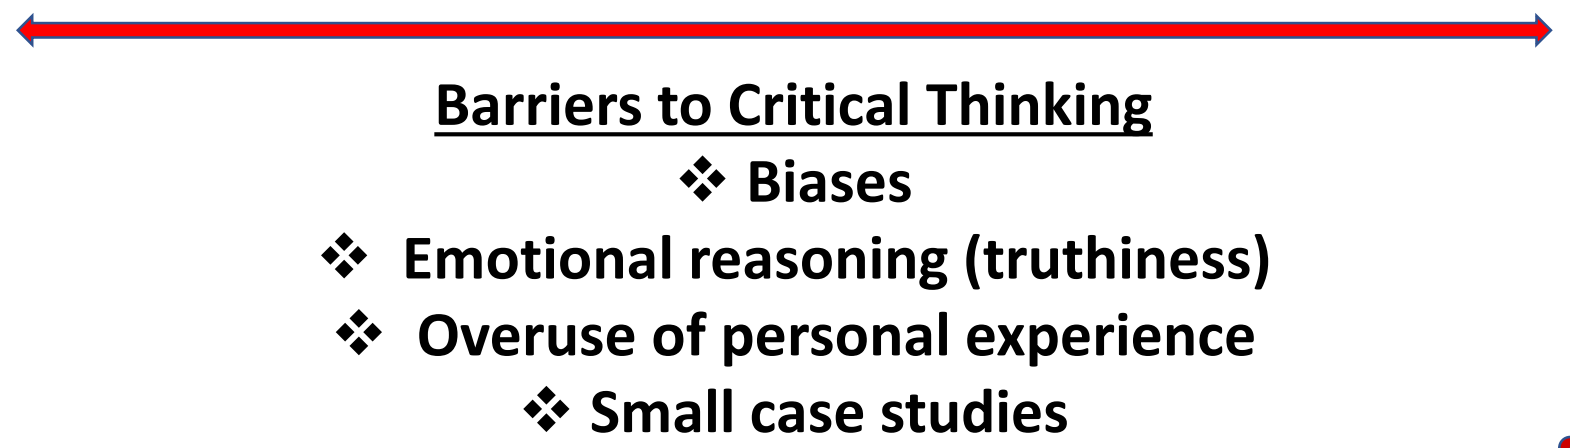 Barriers to Critical Thinking
❖ Biases
❖ Emotional reasoning (truthiness)
❖ Overuse of personal experience
❖ Small case studies